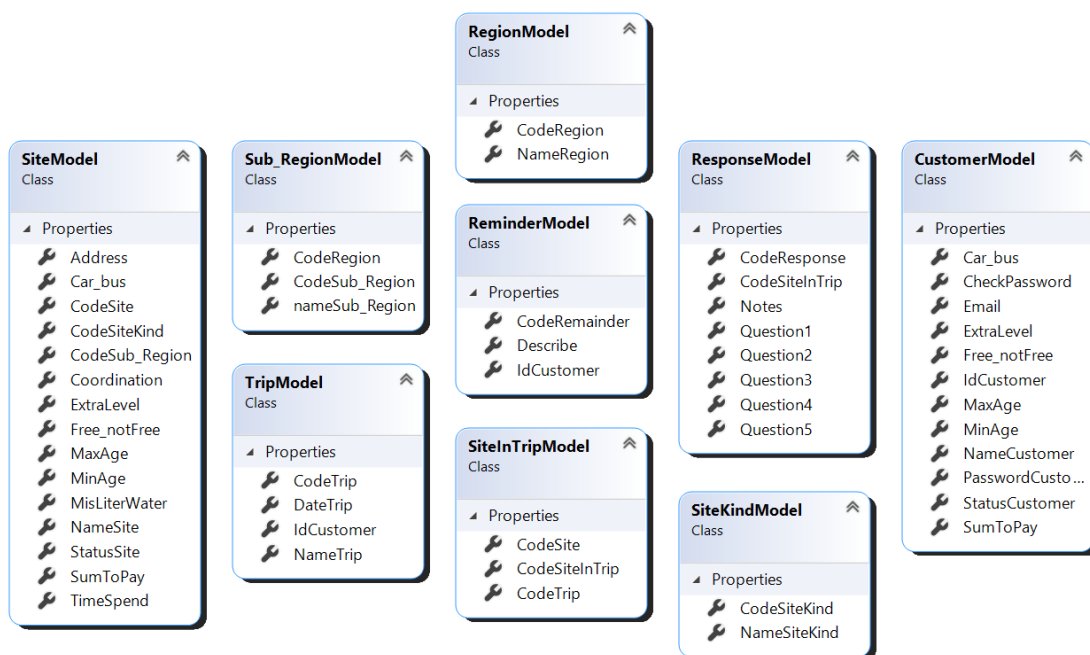 RegionModel
Class
Properties
CodeRegion
NameRegion
SiteModel
Class
Properties
Address
Car_bus
CodeSite
CodeSiteKind
CodeSub_Region
Coordination
ExtraLevel
Free_notFree
MaxAge
MinAge
MisLiterWater
NameSite
StatusSite
SumToPay
TimeSpend
Sub_RegionModel
Class
Properties
CodeRegion
CodeSub_Region
nameSub_Region
TripModel
Class
Properties
CodeTrip
DateTrip
IdCustomer
NameTrip
ReminderModel
Class
Properties
CodeRemainder
Describe
IdCustomer
SiteInTripModel
Class
Properties
CodeSite
CodeSiteInTrip
CodeTrip
ResponseModel
Class
Properties
CodeResponse
CodeSiteInTrip
Notes
Question1
Question2
Question3
Question4
Question5
SiteKindModel
Class
Properties
CodeSiteKind
NameSiteKind
CustomerModel
Class
Properties
Car_bus
CheckPassword
Email
ExtraLevel
Free_notFree
IdCustomer
MaxAge
MinAge
NameCustomer
PasswordCusto...
StatusCustomer
SumToPay